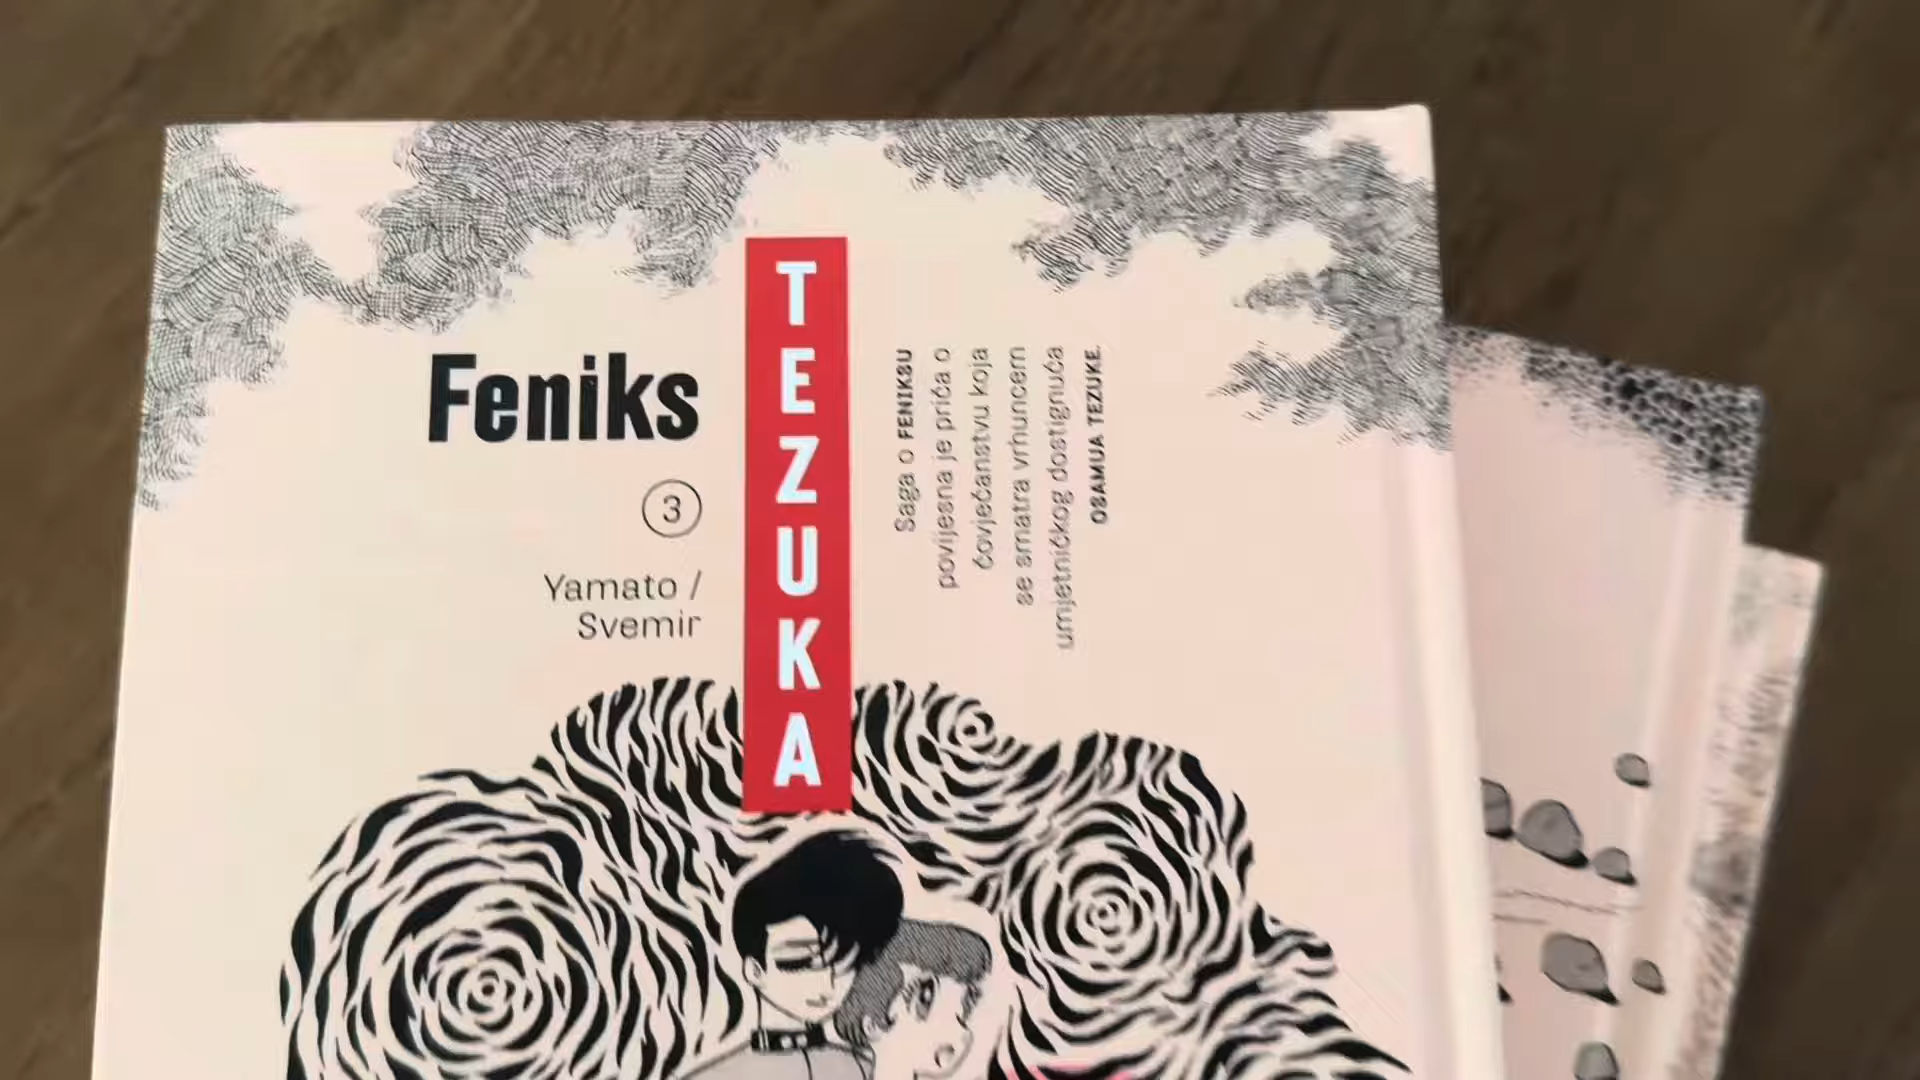 Feniks
3
Yamato /
Svemir
TEZUKA
Saga o FENIKSU
povijesna je priča o
čovječanstvu koja
se smatra vrhuncem
umjetničkog dostignuća
OSAMUA TEZUKE.